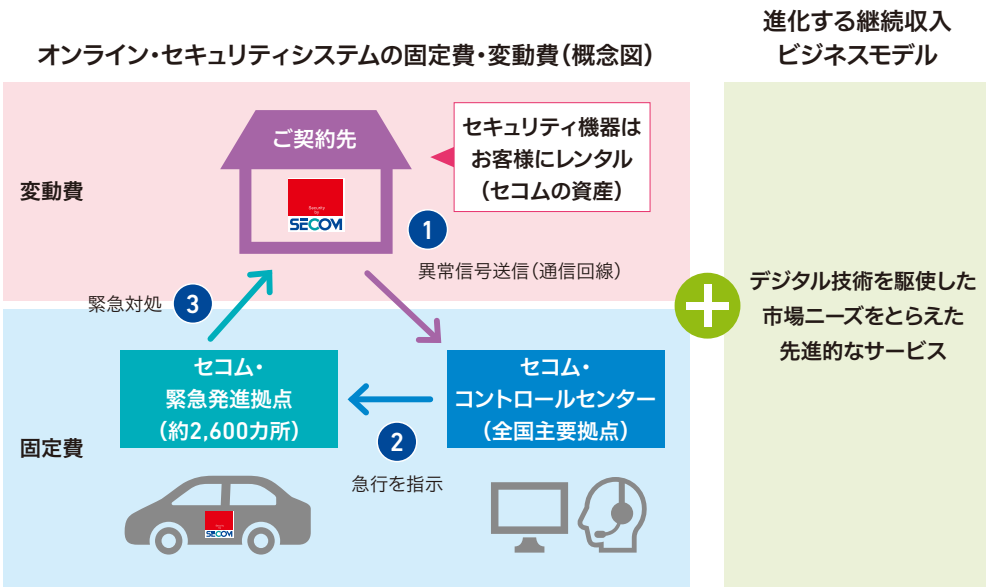 オンライン・セキュリティシステムの固定費・変動費（概念図）
進化する継続収入
ビジネスモデル
変動費
ご契約先
Security
by
SECOM
セキュリティ機器は
お客様にレンタル
（セコムの資産）
1
異常信号送信（通信回線）
緊急対処
3
セコム・
緊急発進拠点
（約2,600カ所）
セコム・
コントロールセンター
（全国主要拠点）
固定費
2
急行を指示
SECOM
デジタル技術を駆使した
市場ニーズをとらえた
先進的なサービス